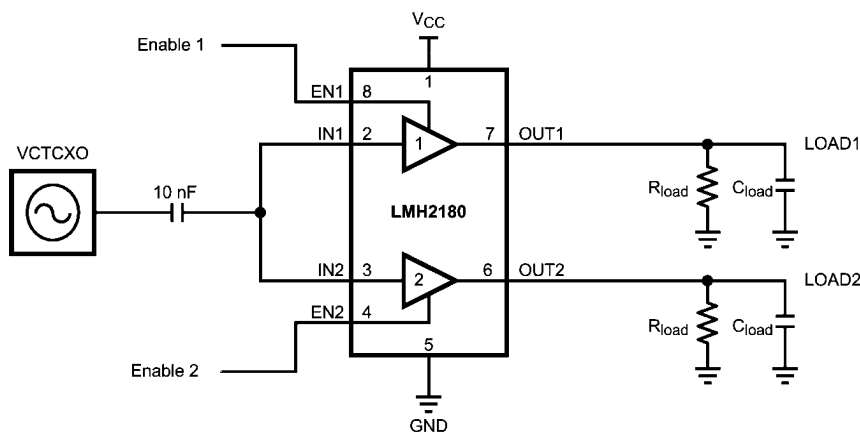 VCC
Enable 1
1
EN1 8
IN1 2
1
7 OUT1
LOAD1
VCTCXO
10 nF
Rload
Cload
LMH2180
IN2 3
2
6 OUT2
LOAD2
EN2 4
Rload
Cload
5
Enable 2
GND